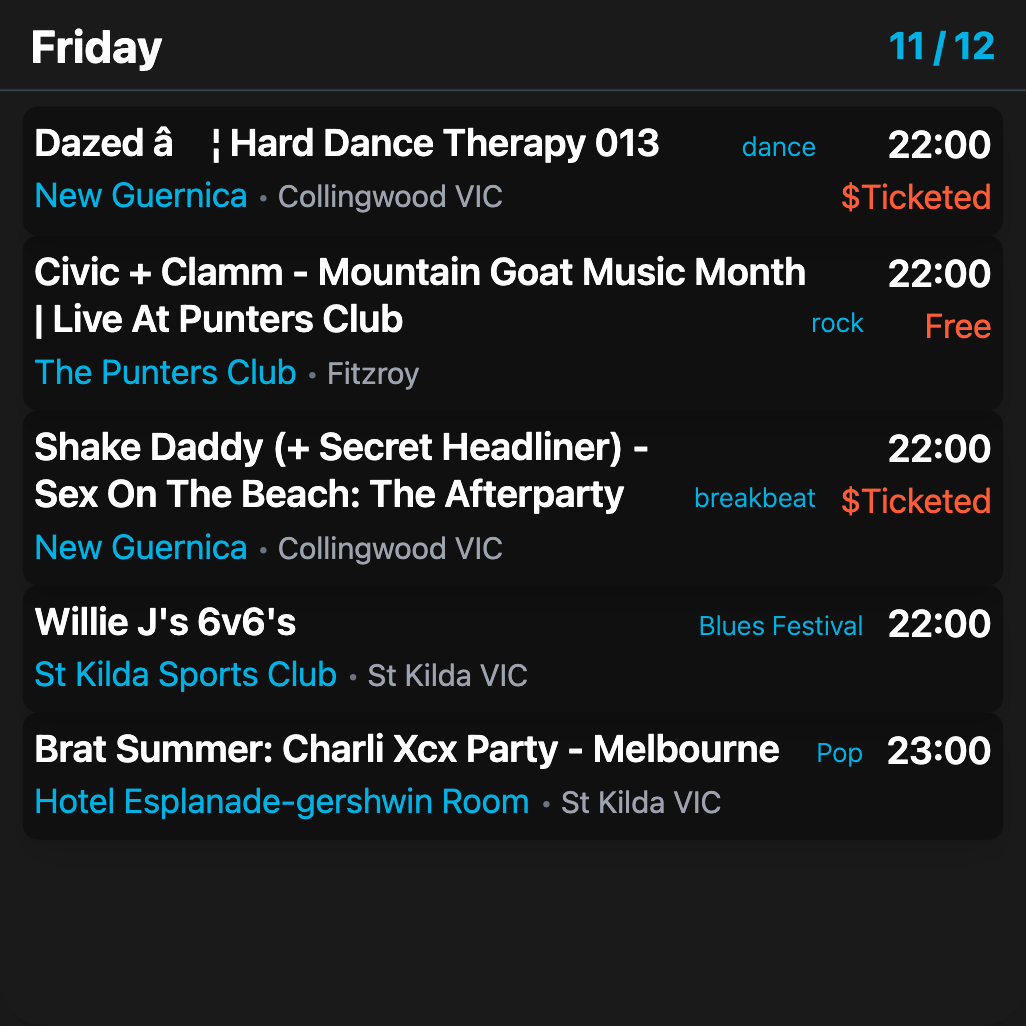 Friday 11 / 12
Dazed â ¦ Hard Dance Therapy 013 dance 22:00
New Guernica • Collingwood VIC $Ticketed
Civic + Clamm - Mountain Goat Music Month 22:00
| Live At Punters Club rock Free
The Punters Club • Fitzroy
Shake Daddy (+ Secret Headliner) - 22:00
Sex On The Beach: The Afterparty breakbeat $Ticketed
New Guernica • Collingwood VIC
Willie J's 6v6's Blues Festival 22:00
St Kilda Sports Club • St Kilda VIC
Brat Summer: Charli Xcx Party - Melbourne Pop 23:00
Hotel Esplanade-gershwin Room • St Kilda VIC